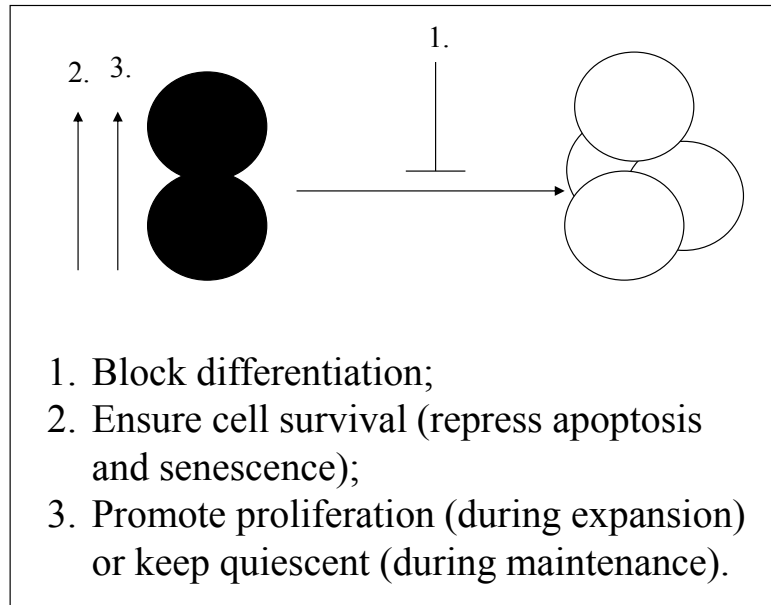 1.
2. 3.
1. Block differentiation;
2. Ensure cell survival (repress apoptosis
and senescence);
3. Promote proliferation (during expansion)
or keep quiescent (during maintenance).